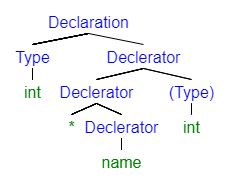 Declaration
Type Declerator
int Declerator (Type)
* Declerator int
name